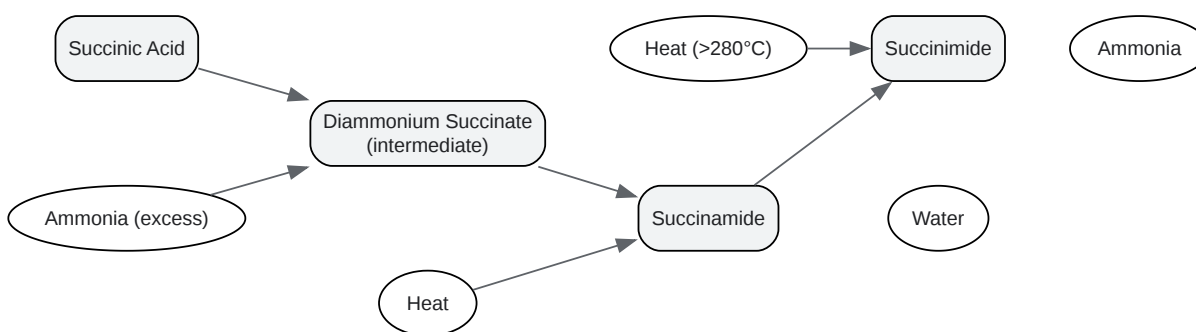 Succinic Acid
Heat (>280°C)
Succinimide
Ammonia
Diammonium Succinate
(intermediate)
Ammonia (excess)
Succinamide
Water
Heat